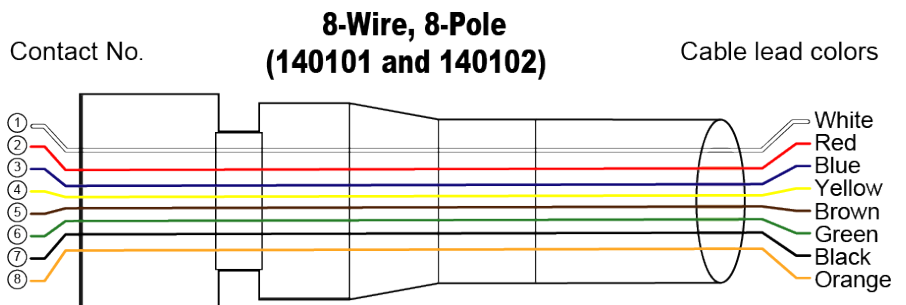 8-Wire, 8-Pole
(140101 and 140102)
Contact No.
Cable lead colors
1 White
2 Red
3 Blue
4 Yellow
5 Brown
6 Green
7 Black
8 Orange